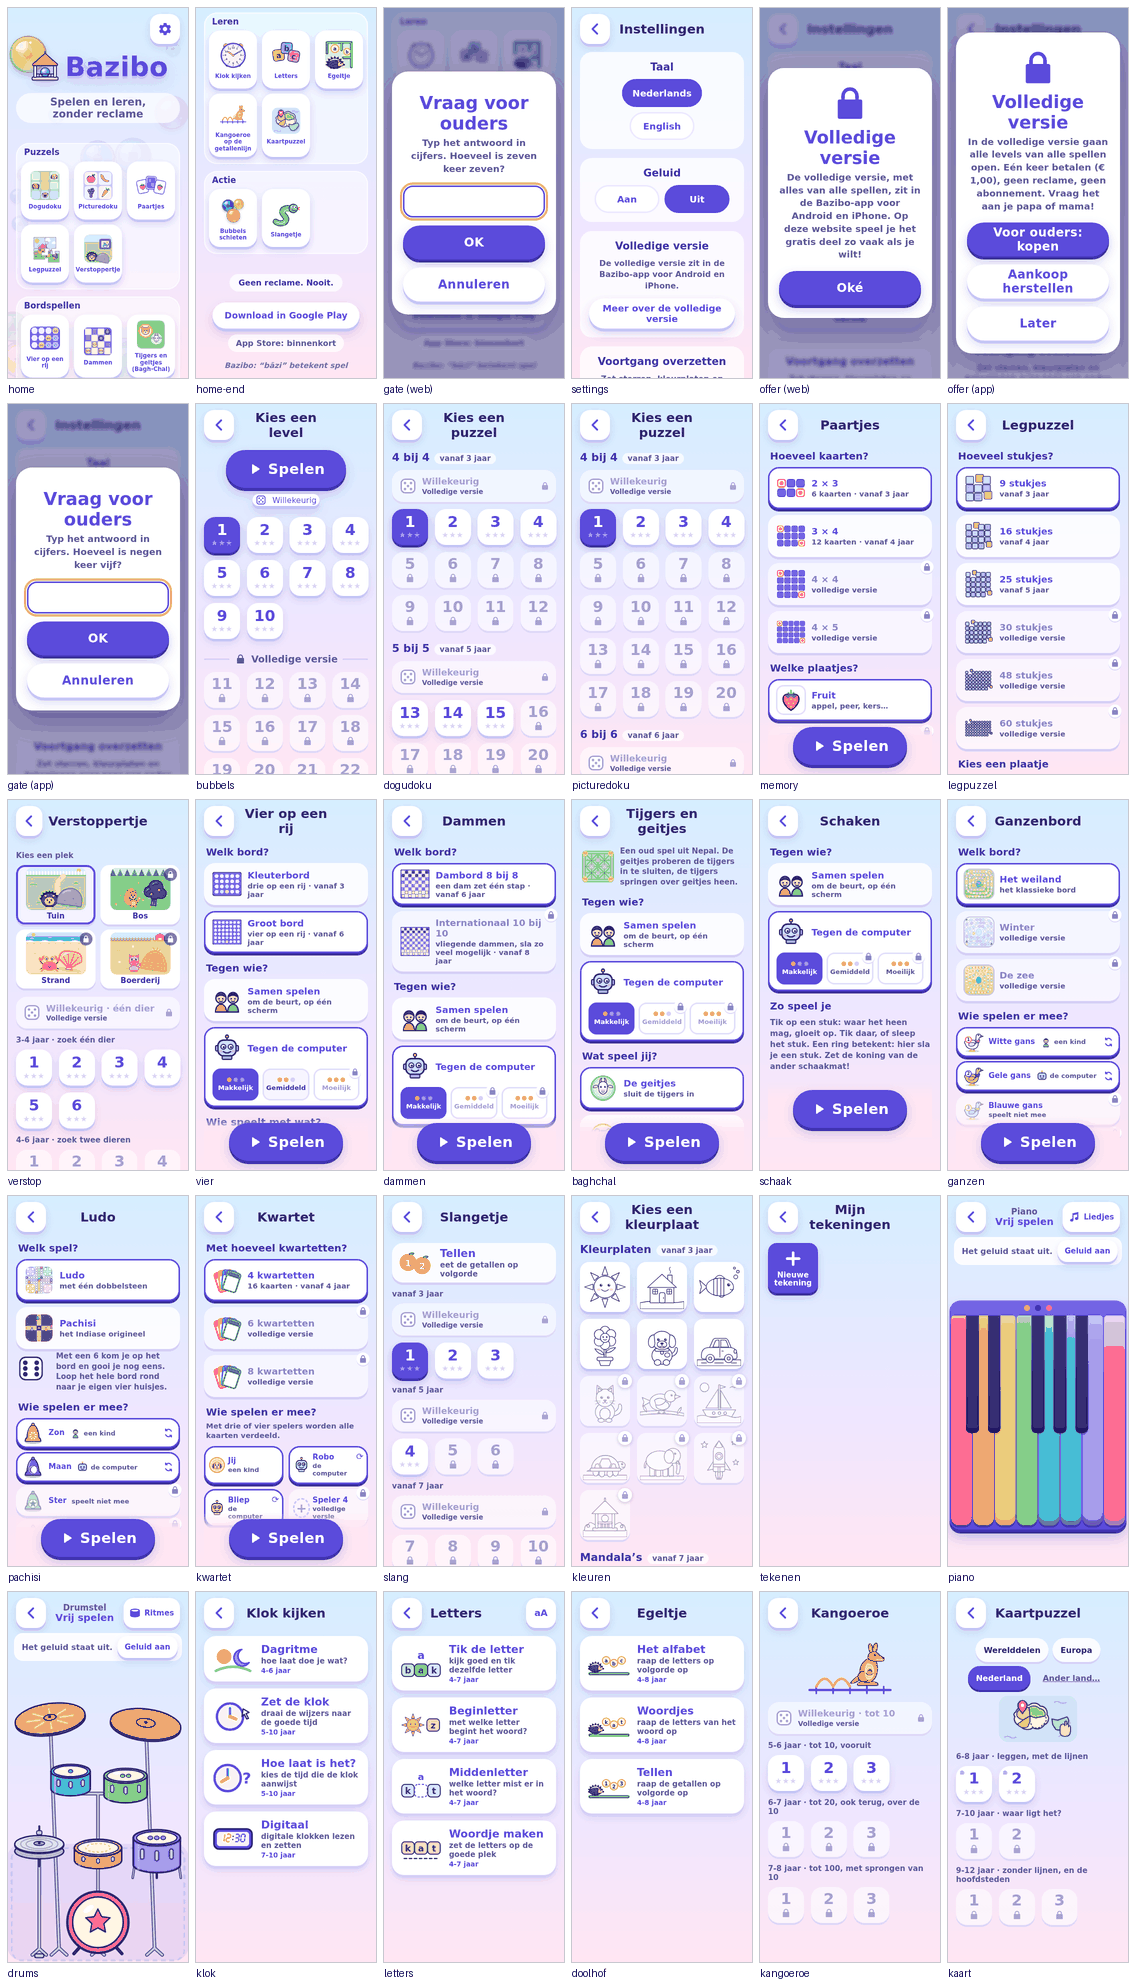 Bazibo
Spelen en leren,
zonder reclame
Puzzels
Dogudoku
Picturedoku
Paartjes
Legpuzzel
Verstoppertje
Bordspellen
Vier op een
rij
Dammen
Tijgers en
geitjes
(Bagh-Chal)
home
Leren
Klok kijken
Letters
Egeltje
Kangoeroe
op de
getallenlijn
Kaartpuzzel
Actie
Bubbels
schieten
Slangetje
Geen reclame. Nooit.
Download in Google Play
App Store: binnenkort
Bazibo: “bàzi” betekent spel
home-end
Leren
Vraag voor
ouders
Typ het antwoord in
cijfers. Hoeveel is zeven
keer zeven?
OK
Annuleren
App Store: binnenkort
Bazibo: “bàzi” betekent spel
gate (web)
Instellingen
Taal
Nederlands
English
Geluid
Aan
Uit
Volledige versie
De volledige versie zit in de
Bazibo-app voor Android en
iPhone.
Meer over de volledige
versie
Voortgang overzetten
Zet sterren, kleurplaten en
settings
Instellingen
Volledige
versie
De volledige versie, met
alles van alle spellen, zit in
de Bazibo-app voor
Android en iPhone. Op
deze website speel je het
gratis deel zo vaak als je
wilt!
Oké
Voortgang overzetten
offer (web)
Instellingen
Volledige
versie
In de volledige versie gaan
alle levels van alle spellen
open. Eén keer betalen (€
1,00), geen reclame, geen
abonnement. Vraag het
aan je papa of mama!
Voor ouders:
kopen
Aankoop
herstellen
Later
offer (app)
Instellingen
Taal
Vraag voor
ouders
Typ het antwoord in
cijfers. Hoeveel is negen
keer vijf?
OK
Annuleren
Voortgang overzetten
Zet sterren, kleurplaten en
gate (app)
Kies een
level
Spelen
Willekeurig
1 2 3 4
5 6 7 8
9 10
Volledige versie
11 12 13 14
15 16 17 18
19 20 21 22
bubbels
Kies een
puzzel
4 bij 4 vanaf 3 jaar
Willekeurig
Volledige versie
1 2 3 4
5 6 7 8
9 10 11 12
5 bij 5 vanaf 5 jaar
Willekeurig
Volledige versie
13 14 15 16
17 18 19 20
dogudoku
Kies een
puzzel
4 bij 4 vanaf 3 jaar
Willekeurig
Volledige versie
1 2 3 4
5 6 7 8
9 10 11 12
13 14 15 16
17 18 19 20
6 bij 6 vanaf 6 jaar
Willekeurig
Volledige versie
picturedoku
Paartjes
Hoeveel kaarten?
2 × 3
6 kaarten · vanaf 3 jaar
3 × 4
12 kaarten · vanaf 4 jaar
4 × 4
volledige versie
4 × 5
volledige versie
Welke plaatjes?
Fruit
appel, peer, kers...
Spelen
memory
Legpuzzel
Hoeveel stukjes?
9 stukjes
vanaf 3 jaar
16 stukjes
vanaf 4 jaar
25 stukjes
vanaf 5 jaar
30 stukjes
volledige versie
48 stukjes
volledige versie
60 stukjes
volledige versie
Kies een plaatje
legpuzzel
Verstoppertje
Kies een plek
Tuin
Bos
Strand
Boerderij
Willekeurig · één dier
Volledige versie
3-4 jaar · zoek één dier
1 2 3 4
5 6
4-6 jaar · zoek twee dieren
1 2 3 4
verstop
Vier op een
rij
Welk bord?
Kleuterbord
drie op een rij · vanaf 3
jaar
Groot bord
vier op een rij · vanaf 6
jaar
Tegen wie?
Samen spelen
om de beurt, op één
scherm
Tegen de computer
Makkelijk
Gemiddeld
Moeilijk
Wie speelt met wat?
Spelen
vier
Dammen
Welk bord?
Dambord 8 bij 8
een dam zet één stap ·
vanaf 6 jaar
Internationaal 10 bij
10
vliegende dammen, sla zo
veel mogelijk · vanaf 8
jaar
Tegen wie?
Samen spelen
om de beurt, op één
scherm
Tegen de computer
Makkelijk
Gemiddeld
Moeilijk
Spelen
dammen
Tijgers en
geitjes
Een oud spel uit Nepal. De
geitjes proberen de tijgers
in te sluiten, de tijgers
springen over geitjes heen.
Tegen wie?
Samen spelen
om de beurt, op één
scherm
Tegen de computer
Makkelijk
Gemiddeld
Moeilijk
Wat speel jij?
De geitjes
sluit de tijgers in
Spelen
baghchal
Schaken
Tegen wie?
Samen spelen
om de beurt, op één
scherm
Tegen de computer
Makkelijk
Gemiddeld
Moeilijk
Zo speel je
Tik op een stuk: waar het heen
mag, gloeit op. Tik daar, of sleep
het stuk. Een ring betekent: hier sla
je een stuk. Zet de koning van de
ander schaakmat!
Spelen
schaak
Ganzenbord
Welk bord?
Het weiland
het klassieke bord
Winter
volledige versie
De zee
volledige versie
Wie spelen er mee?
Witte gans een kind
Gele gans de computer
Blauwe gans
speelt niet mee
Spelen
ganzen
Ludo
Welk spel?
Ludo
met één dobbelsteen
Pachisi
het Indiase origineel
Met een 6 kom je op het
bord en gooi je nog eens.
Loop het hele bord rond
naar je eigen vier huisjes.
Wie spelen er mee?
Zon een kind
Maan de computer
Ster speelt niet mee
Spelen
pachisi
Kwartet
Met hoeveel kwartetten?
4 kwartetten
16 kaarten · vanaf 4 jaar
6 kwartetten
volledige versie
8 kwartetten
volledige versie
Wie spelen er mee?
Met drie of vier spelers worden alle
kaarten verdeeld.
Jij
een kind
Robo
de
computer
Bliep
de
computer
Speler 4
volledige
versie
Spelen
kwartet
Slangetje
Tellen
eet de getallen op
volgorde
vanaf 3 jaar
Willekeurig
Volledige versie
1 2 3
vanaf 5 jaar
Willekeurig
Volledige versie
4 5 6
vanaf 7 jaar
Willekeurig
Volledige versie
7 8 9 10
slang
Kies een
kleurplaat
Kleurplaten vanaf 3 jaar
Mandala’s vanaf 7 jaar
kleuren
Mijn
tekeningen
Nieuwe
tekening
tekenen
Piano
Vrij spelen
Liedjes
Het geluid staat uit.
Geluid aan
piano
Drumstel
Vrij spelen
Ritmes
Het geluid staat uit.
Geluid aan
drums
Klok kijken
Dagritme
hoe laat doe je wat?
4-6 jaar
Zet de klok
draai de wijzers naar
de goede tijd
5-10 jaar
Hoe laat is het?
kies de tijd die de klok
aanwijst
5-10 jaar
12:30
Digitaal
digitale klokken lezen
en zetten
7-10 jaar
klok
Letters
aA
a
b a k
Tik de letter
kijk goed en tik
dezelfde letter
4-7 jaar
z
Beginletter
met welke letter
begint het woord?
4-7 jaar
a
k t
Middenletter
welke letter mist er in
het woord?
4-7 jaar
k a t
Woordje maken
zet de letters op de
goede plek
4-7 jaar
letters
Egeltje
Het alfabet
raap de letters op
volgorde op
4-8 jaar
Woordjes
raap de letters van het
woord op
4-8 jaar
1 2 3
Tellen
raap de getallen op
volgorde op
4-8 jaar
doolhof
Kangoeroe
Willekeurig · tot 10
Volledige versie
5-6 jaar · tot 10, vooruit
1 2 3
6-7 jaar · tot 20, ook terug, over de
10
1 2 3
7-8 jaar · tot 100, met sprongen van
10
1 2 3
kangoeroe
Kaartpuzzel
Werelddelen
Europa
Nederland
Ander land...
6-8 jaar · leggen, met de lijnen
1 2
7-10 jaar · waar ligt het?
1 2
9-12 jaar · zonder lijnen, en de
hoofdsteden
1 2 3
kaart